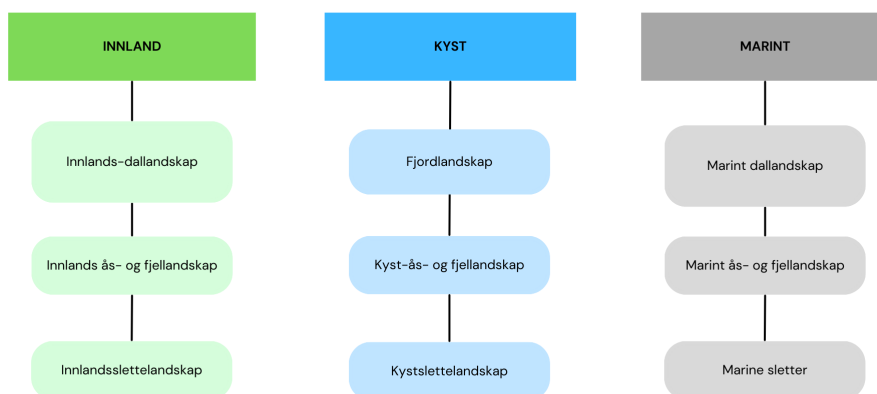 INNLAND
Innlands-dallandskap
Innlands ås- og fjellandskap
Innlandsslettelandskap
KYST
Fjordlandskap
Kyst-ås- og fjellandskap
Kystslettelandskap
MARINT
Marint dallandskap
Marint ås- og fjellandskap
Marine sletter